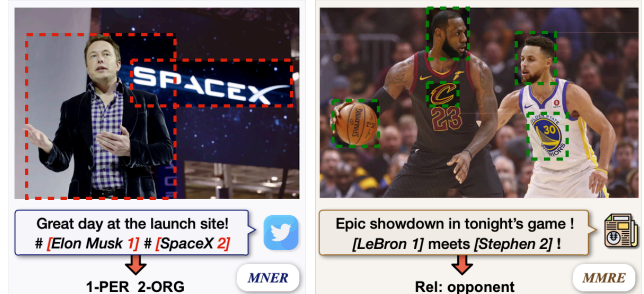 SPACEX
Great day at the launch site!
# [Elon Musk 1] # [SpaceX 2]
1-PER 2-ORG
MNER
C
23
30
Epic showdown in tonight's game !
[LeBron 1] meets [Stephen 2] !
Rel: opponent
MMRE